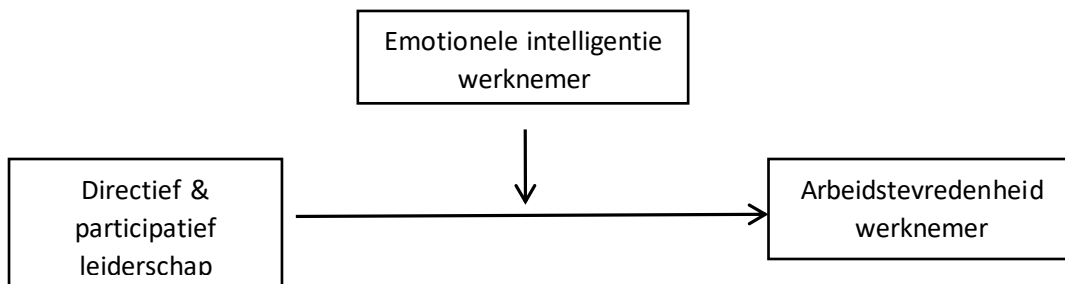 Emotionele intelligentie
werknemer
Directief &
participatief
leiderschap
Arbeidstevredenheid
werknemer